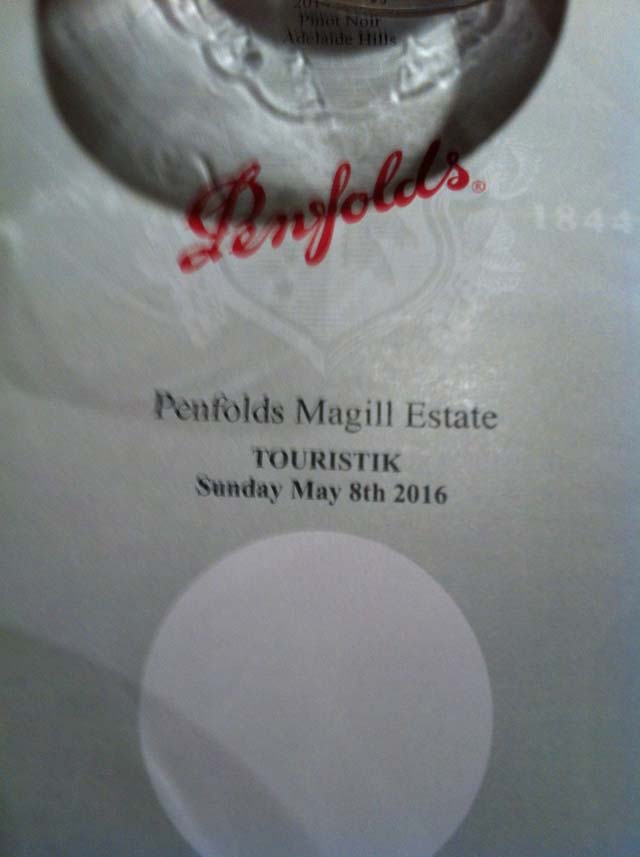 Pinot Noir
Adelaide Hills
Penfolds®
1844
Penfolds Magill Estate
TOURISTIK
Sunday May 8th 2016